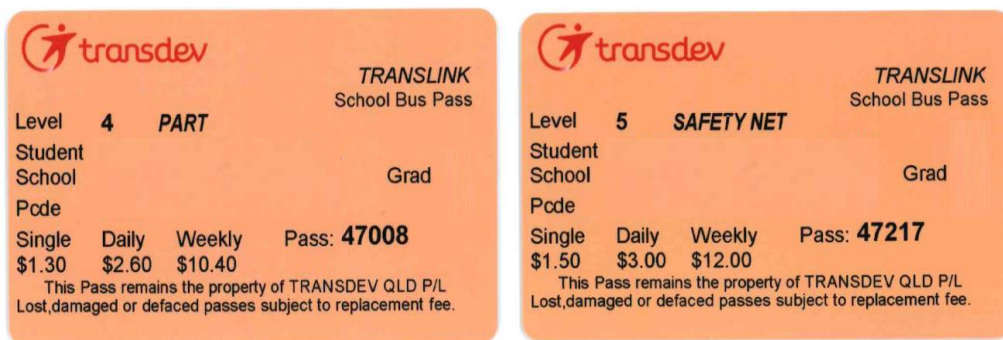 transdev
TRANSLINK
School Bus Pass
Level 4 PART
Student
School Grad
Pcde
Single Daily Weekly Pass: 47008
$1.30 $2.60 $10.40
This Pass remains the property of TRANSDEV QLD P/L
Lost,damaged or defaced passes subject to replacement fee.
transdev
TRANSLINK
School Bus Pass
Level 5 SAFETY NET
Student
School Grad
Pcde
Single Daily Weekly Pass: 47217
$1.50 $3.00 $12.00
This Pass remains the property of TRANSDEV QLD P/L
Lost,damaged or defaced passes subject to replacement fee.